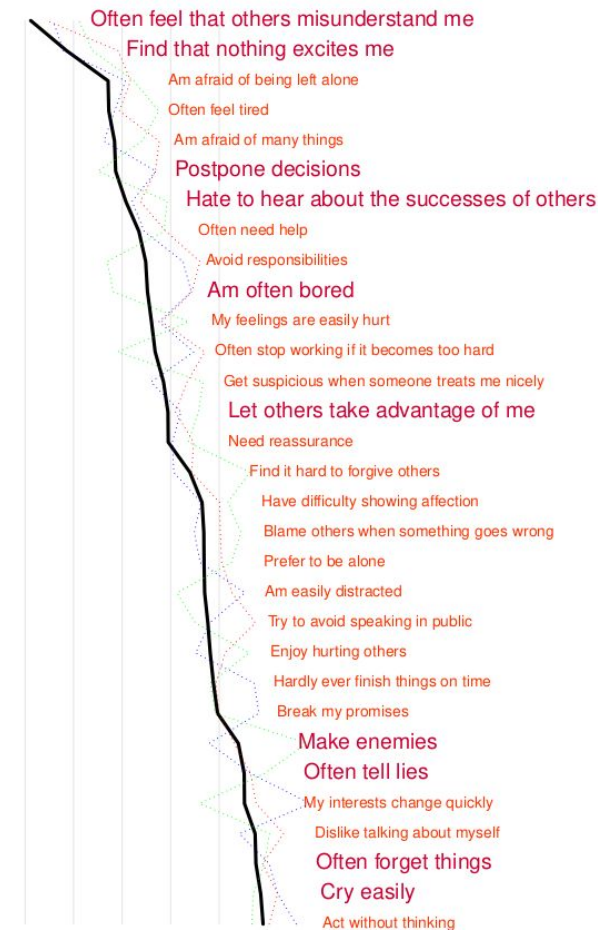 Often feel that others misunderstand me
Find that nothing excites me
Am afraid of being left alone
Often feel tired
Am afraid of many things
Postpone decisions
Hate to hear about the successes of others
Often need help
Avoid responsibilities
Am often bored
My feelings are easily hurt
Often stop working if it becomes too hard
Get suspicious when someone treats me nicely
Let others take advantage of me
Need reassurance
Find it hard to forgive others
Have difficulty showing affection
Blame others when something goes wrong
Prefer to be alone
Am easily distracted
Try to avoid speaking in public
Enjoy hurting others
Hardly ever finish things on time
Break my promises
Make enemies
Often tell lies
My interests change quickly
Dislike talking about myself
Often forget things
Cry easily
Act without thinking